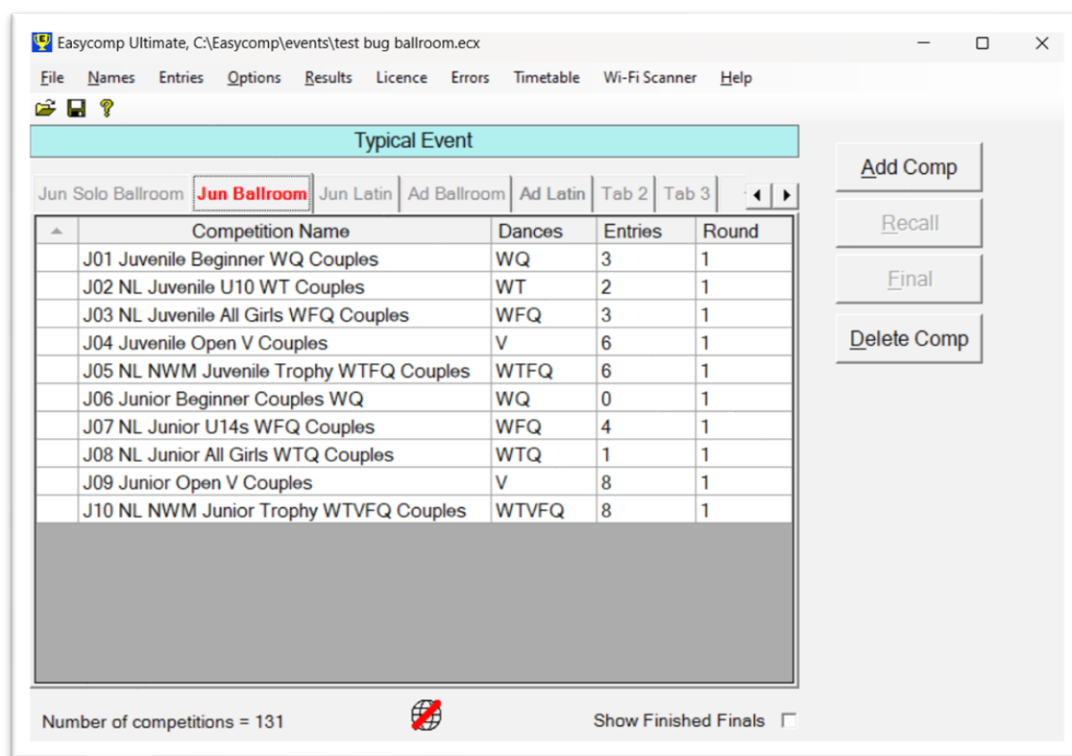 Easycomp Ultimate, C:\Easycomp\events\test bug ballroom.ecx
File Names Entries Options Results Licence Errors Timetable Wi-Fi Scanner Help
Typical Event
Jun Solo Ballroom Jun Ballroom Jun Latin Ad Ballroom Ad Latin Tab 2 Tab 3
Competition Name Dances Entries Round
J01 Juvenile Beginner WQ Couples WQ 3 1
J02 NL Juvenile U10 WT Couples WT 2 1
J03 NL Juvenile All Girls WFQ Couples WFQ 3 1
J04 Juvenile Open V Couples V 6 1
J05 NL NWM Juvenile Trophy WTFQ Couples WTFQ 6 1
J06 Junior Beginner Couples WQ WQ 0 1
J07 NL Junior U14s WFQ Couples WFQ 4 1
J08 NL Junior All Girls WTQ Couples WTQ 1 1
J09 Junior Open V Couples V 8 1
J10 NL NWM Junior Trophy WTVFQ Couples WTVFQ 8 1
Add Comp
Recall
Final
Delete Comp
Number of competitions = 131
Show Finished Finals